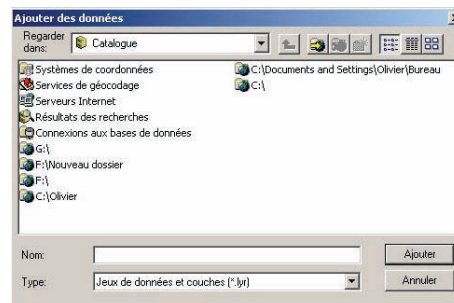 Ajouter des données
Regarder dans:
Catalogue
Systèmes de coordonnées
Services de géocodage
Serveurs Internet
Résultats des recherches
Connexions aux bases de données
G:\
F:\Nouveau dossier
F:\
C:\Olivier
C:\Documents and Settings\Olivier\Bureau
C:\
Nom:
Ajouter
Type:
Jeux de données et couches (*.lyr)
Annuler